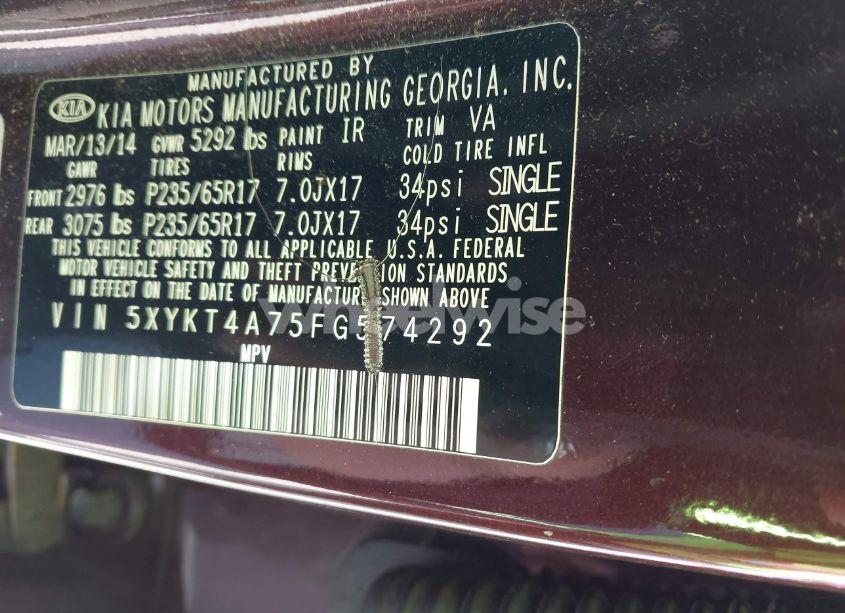 MANUFACTURED BY
KIA KIA MOTORS MANUFACTURING GEORGIA, INC.
MAR/13/14 GVWR 5292 lbs PAINT IR TRIM VA
GAWR TIRES RIMS COLD TIRE INFL
FRONT 2976 lbs P235/65R17 7.0JX17 34psi SINGLE
REAR 3075 lbs P235/65R17 7.0JX17 34psi SINGLE
THIS VEHICLE CONFORMS TO ALL APPLICABLE U.S.A. FEDERAL
MOTOR VEHICLE SAFETY AND THEFT PREVENTION STANDARDS
IN EFFECT ON THE DATE OF MANUFACTURE SHOWN ABOVE
VIN 5XYKT4A75FG574292
MPV